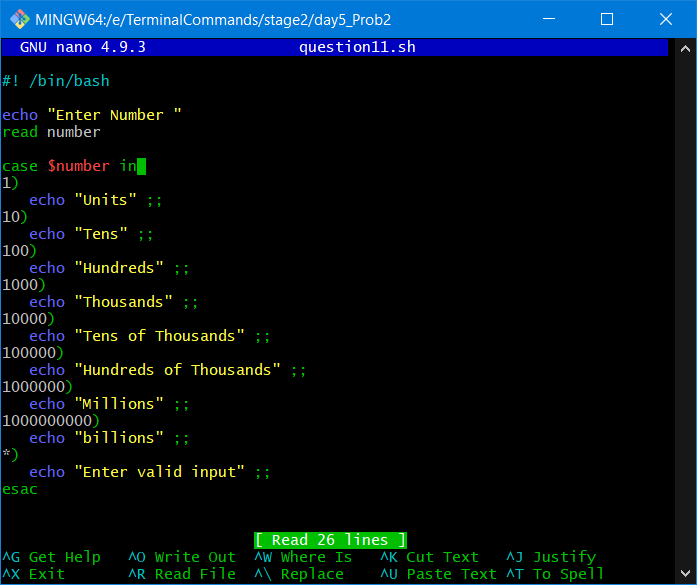 MINGW64:/e/TerminalCommands/stage2/day5_Prob2
GNU nano 4.9.3 question11.sh
#! /bin/bash
echo "Enter Number "
read number
case $number in
1)
   echo "Units" ;;
10)
   echo "Tens" ;;
100)
   echo "Hundreds" ;;
1000)
   echo "Thousands" ;;
10000)
   echo "Tens of Thousands" ;;
100000)
   echo "Hundreds of Thousands" ;;
1000000)
   echo "Millions" ;;
1000000000)
   echo "billions" ;;
*)
   echo "Enter valid input" ;;
esac
[ Read 26 lines ]
^G Get Help ^O Write Out ^W Where Is ^K Cut Text ^J Justify
^X Exit ^R Read File ^\ Replace ^U Paste Text ^T To Spell